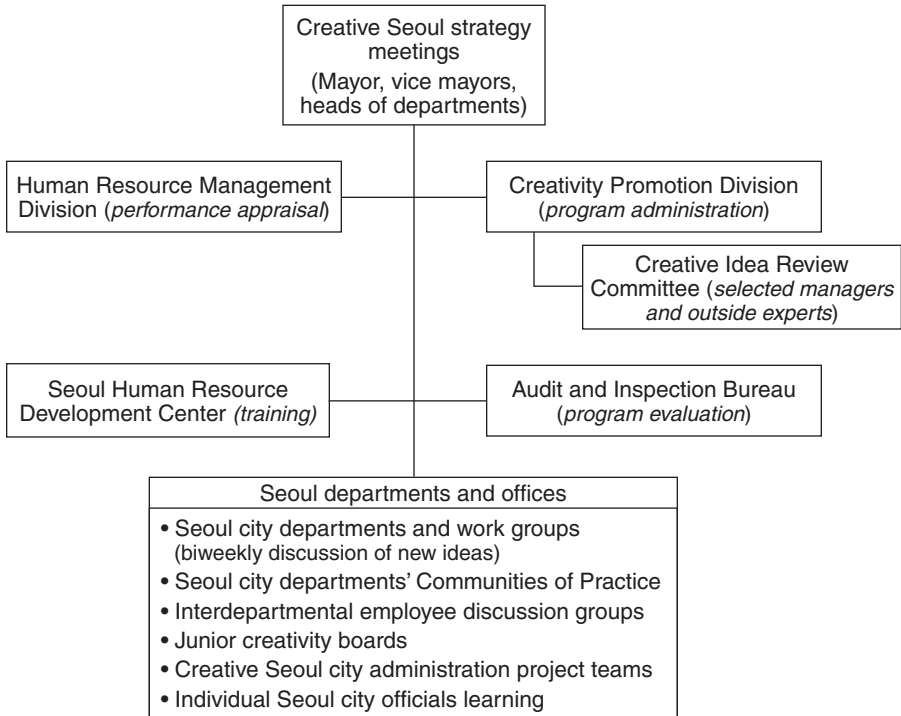 Creative Seoul strategy
meetings
(Mayor, vice mayors,
heads of departments)
Human Resource Management
Division (performance appraisal)
Creativity Promotion Division
(program administration)
Creative Idea Review
Committee (selected managers
and outside experts)
Seoul Human Resource
Development Center (training)
Audit and Inspection Bureau
(program evaluation)
Seoul departments and offices
• Seoul city departments and work groups
(biweekly discussion of new ideas)
• Seoul city departments’ Communities of Practice
• Interdepartmental employee discussion groups
• Junior creativity boards
• Creative Seoul city administration project teams
• Individual Seoul city officials learning